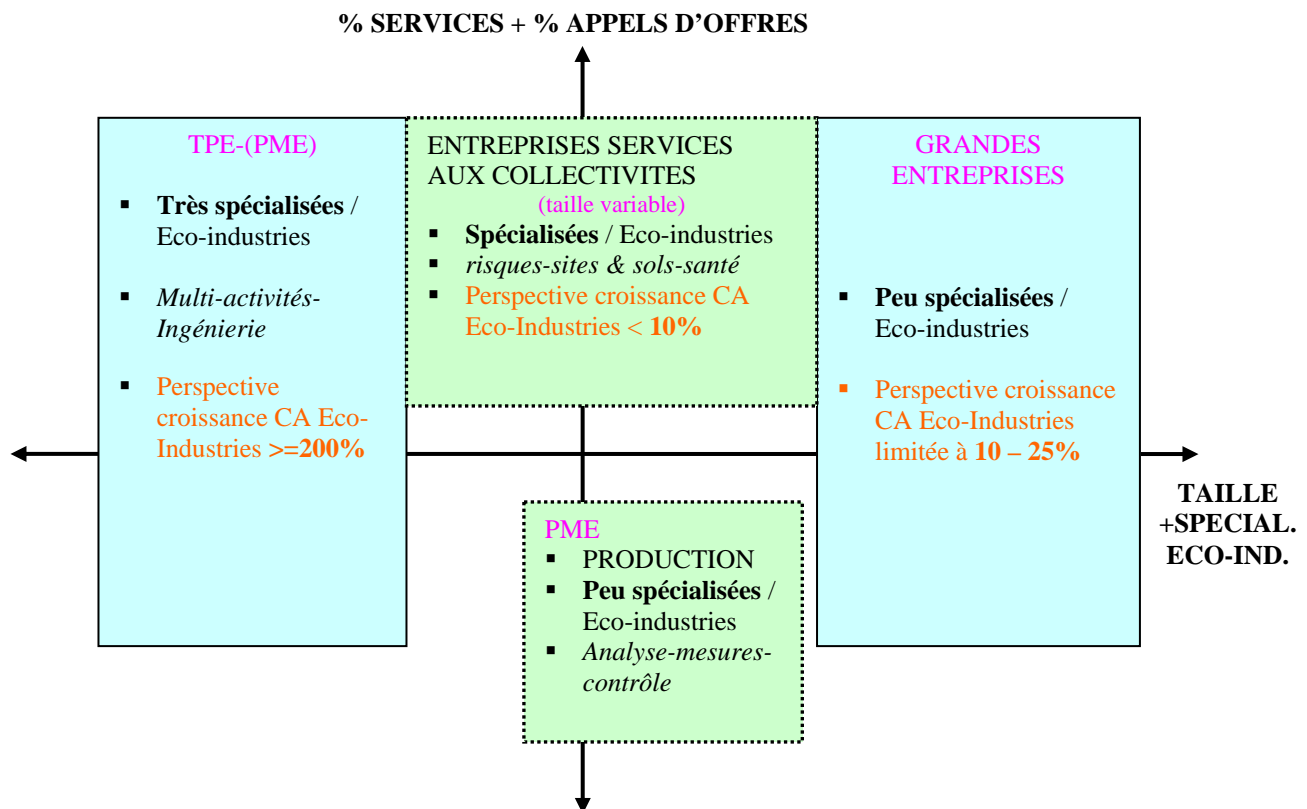 % SERVICES + % APPELS D'OFFRES
TPE-(PME)
▪ Très spécialisées /
Eco-industries
▪ Multi-activités-
Ingénierie
▪ Perspective
croissance CA Eco-
Industries >=200%
ENTREPRISES SERVICES
AUX COLLECTIVITES
(taille variable)
▪ Spécialisées / Eco-industries
▪ risques-sites & sols-santé
▪ Perspective croissance CA
Eco-Industries < 10%
GRANDES
ENTREPRISES
▪ Peu spécialisées /
Eco-industries
▪ Perspective croissance
CA Eco-Industries
limitée à 10 – 25%
TAILLE
+SPECIAL.
ECO-IND.
PME
▪ PRODUCTION
▪ Peu spécialisées /
Eco-industries
▪ Analyse-mesures-
contrôle